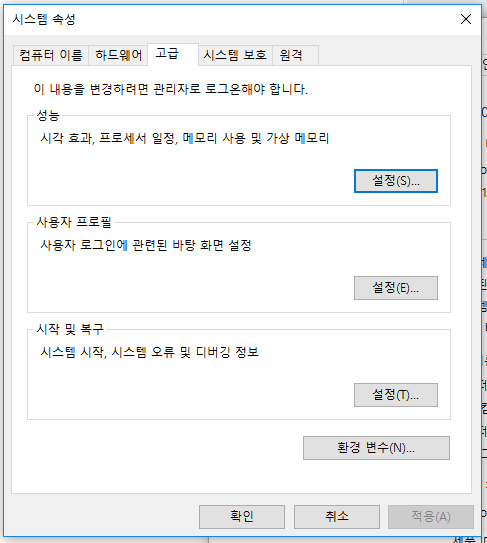 시스템 속성
컴퓨터 이름 하드웨어 고급 시스템 보호 원격
이 내용을 변경하려면 관리자로 로그온해야 합니다.
성능
시각 효과, 프로세서 일정, 메모리 사용 및 가상 메모리
설정(S)...
사용자 프로필
사용자 로그인에 관련된 바탕 화면 설정
설정(E)...
시작 및 복구
시스템 시작, 시스템 오류 및 디버깅 정보
설정(T)...
환경 변수(N)...
확인 취소 적용(A)
제품